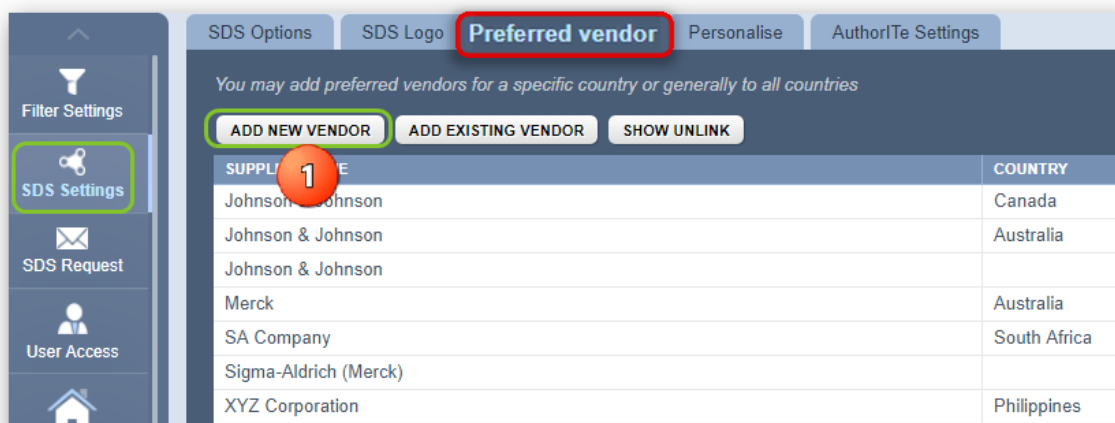 SDS Options SDS Logo Preferred vendor Personalise AuthorITe Settings
You may add preferred vendors for a specific country or generally to all countries
ADD NEW VENDOR ADD EXISTING VENDOR SHOW UNLINK
COUNTRY
1
Johnson & Johnson Canada
Johnson & Johnson Australia
Johnson & Johnson
Merck Australia
SA Company South Africa
Sigma-Aldrich (Merck)
XYZ Corporation Philippines
Filter Settings
SDS Settings
SDS Request
User Access